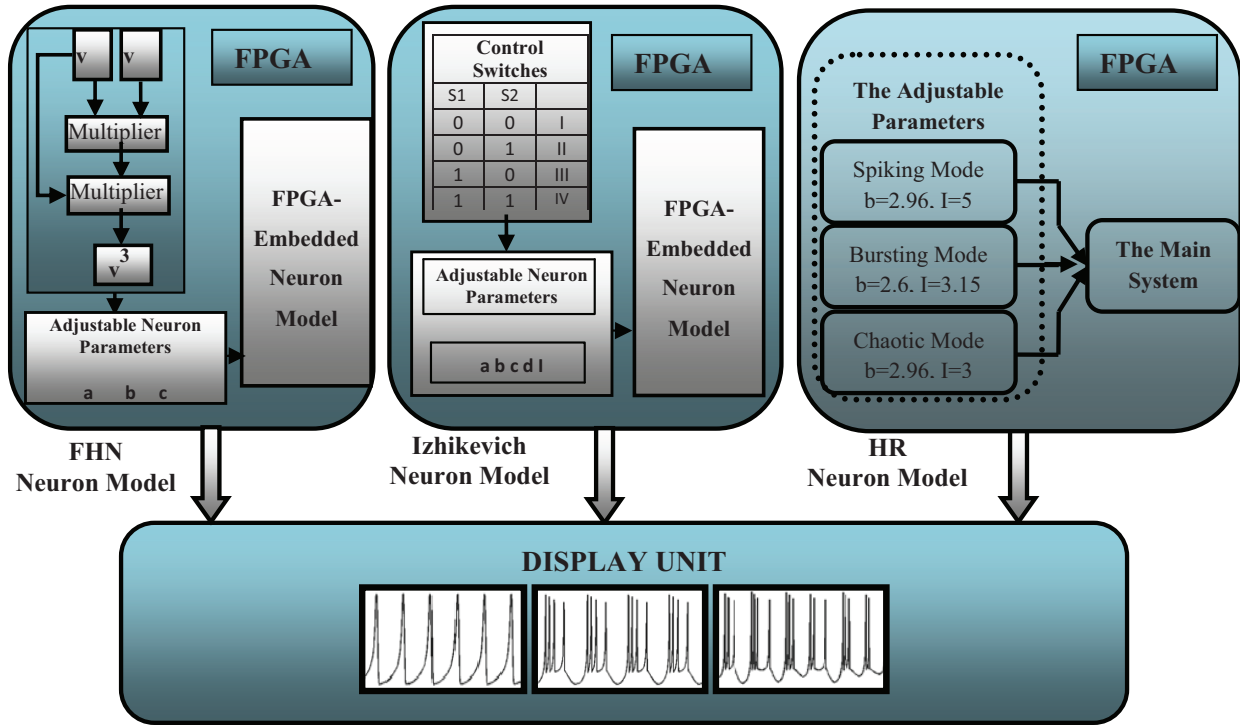 FPGA
v v
Multiplier
Multiplier
v³
Adjustable Neuron
Parameters
a b c
FPGA-
Embedded
Neuron
Model
FHN
Neuron Model
FPGA
Control
Switches
S1 S2
0 0 I
0 1 II
1 0 III
1 1 IV
Adjustable Neuron
Parameters
a b c d I
FPGA-
Embedded
Neuron
Model
Izhikevich
Neuron Model
FPGA
The Adjustable
Parameters
Spiking Mode
b=2.96, I=5
Bursting Mode
b=2.6, I=3.15
Chaotic Mode
b=2.96, I=3
The Main
System
HR
Neuron Model
DISPLAY UNIT